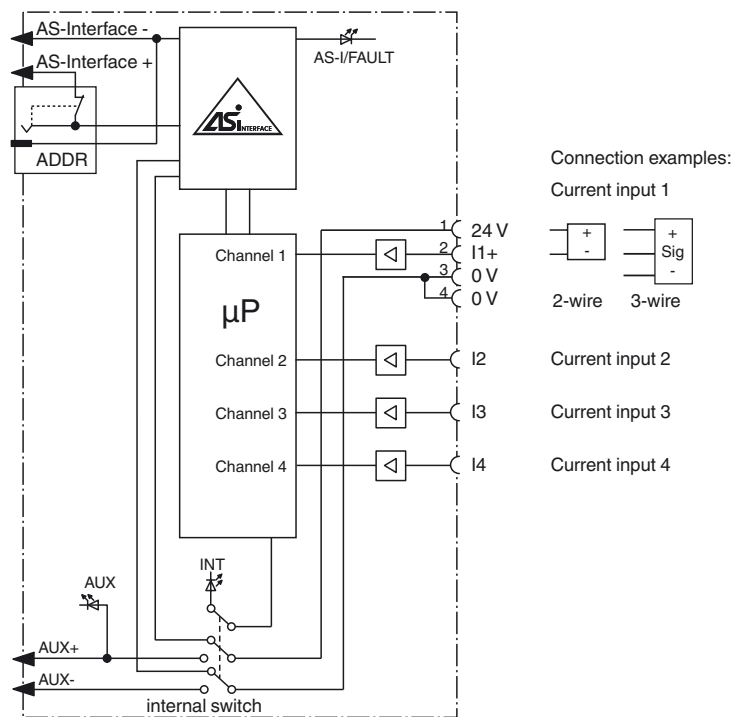 AS-Interface -
AS-Interface +
AS-I/FAULT
ASi INTERFACE
ADDR
Connection examples:
Current input 1
1 24 V
Channel 1
2 I1+
3 0 V
4 0 V
+
-
+
Sig
-
2-wire 3-wire
µP
Channel 2
I2
Current input 2
Channel 3
I3
Current input 3
Channel 4
I4
Current input 4
INT
AUX
AUX+
AUX-
internal switch